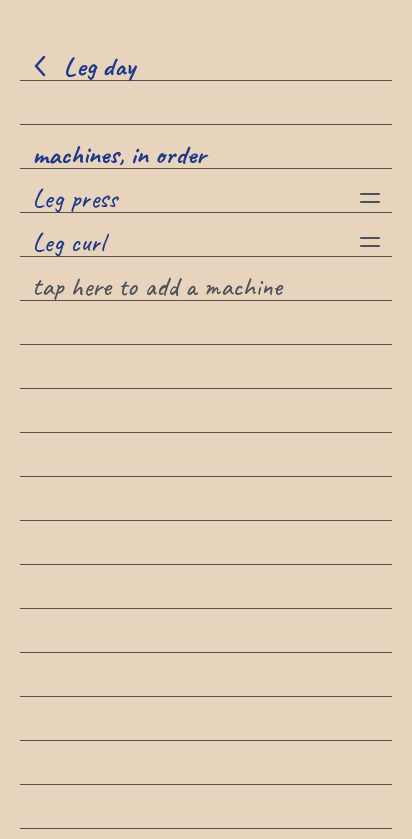 Leg day
machines, in order
Leg press
Leg curl
tap here to add a machine